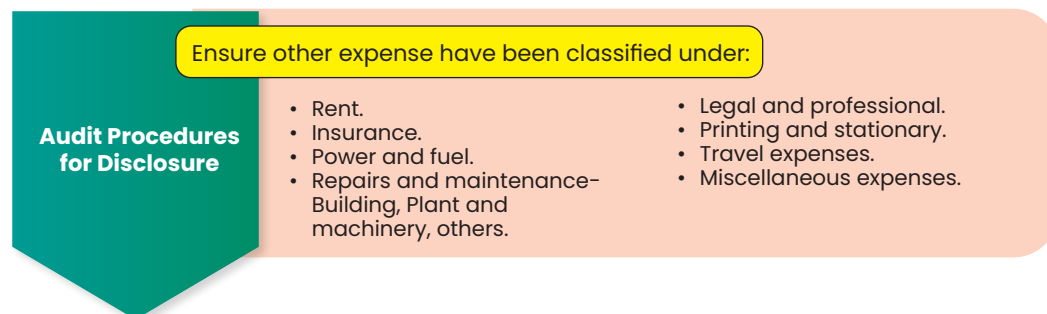 Ensure other expense have been classified under:
Audit Procedures
for Disclosure
• Rent.
• Insurance.
• Power and fuel.
• Repairs and maintenance-
Building, Plant and
machinery, others.
• Legal and professional.
• Printing and stationary.
• Travel expenses.
• Miscellaneous expenses.